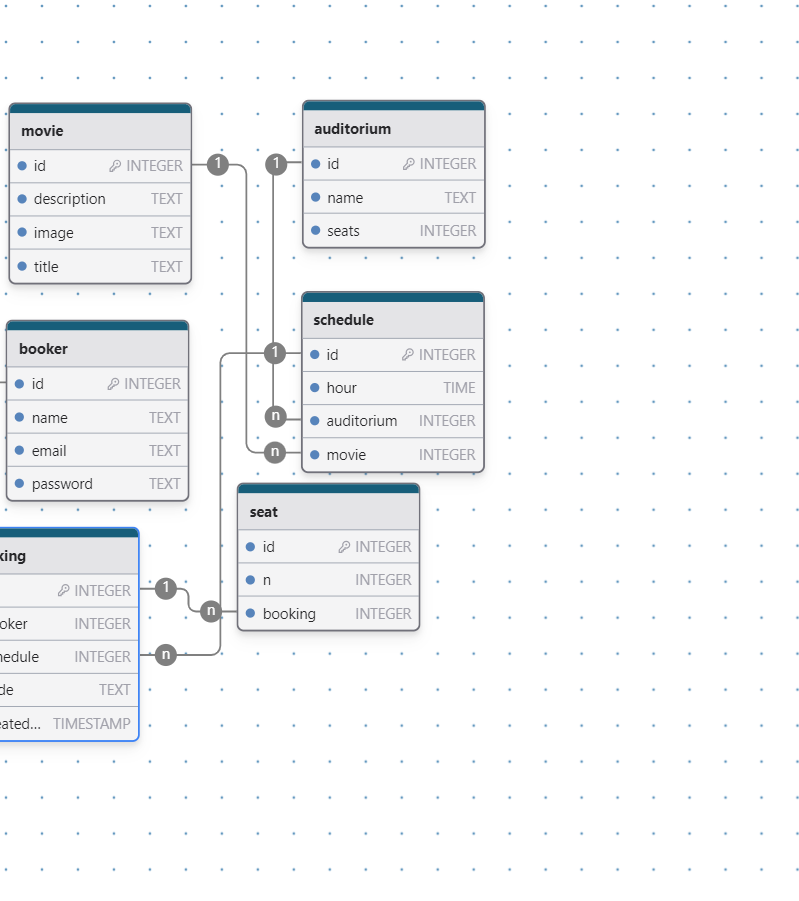 movie
id INTEGER
description TEXT
image TEXT
title TEXT
1
1
auditorium
id INTEGER
name TEXT
seats INTEGER
schedule
id INTEGER
hour TIME
auditorium INTEGER
movie INTEGER
1
n
n
booker
id INTEGER
name TEXT
email TEXT
password TEXT
seat
id INTEGER
n INTEGER
booking INTEGER
king
INTEGER
oker INTEGER
hedule INTEGER
de TEXT
eated... TIMESTAMP
1
n
n